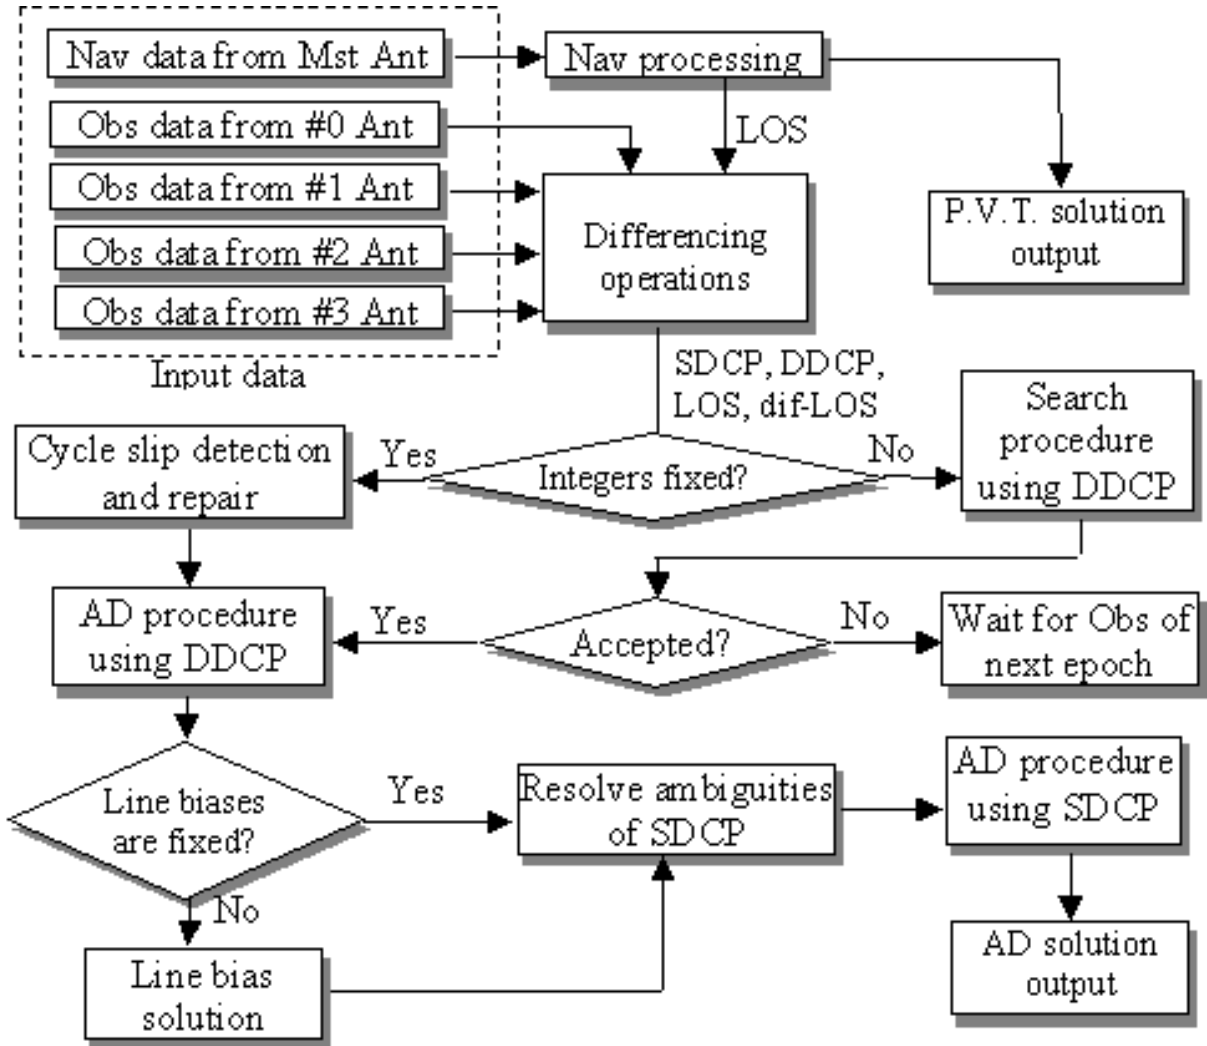 Nav data from Mst Ant
Nav processing
Obs data from #0 Ant
LOS
Obs data from #1 Ant
Obs data from #2 Ant
Obs data from #3 Ant
Differencing
operations
P.V.T. solution
output
Input data
SDCP, DDCP,
LOS, dif-LOS
Search
procedure
using DDCP
Cycle slip detection
and repair
Yes
Integers fixed?
No
AD procedure
using DDCP
Yes
Accepted?
No
Wait for Obs of
next epoch
Line biases
are fixed?
Yes
Resolve ambiguities
of SDCP
AD procedure
using SDCP
No
Line bias
solution
AD solution
output